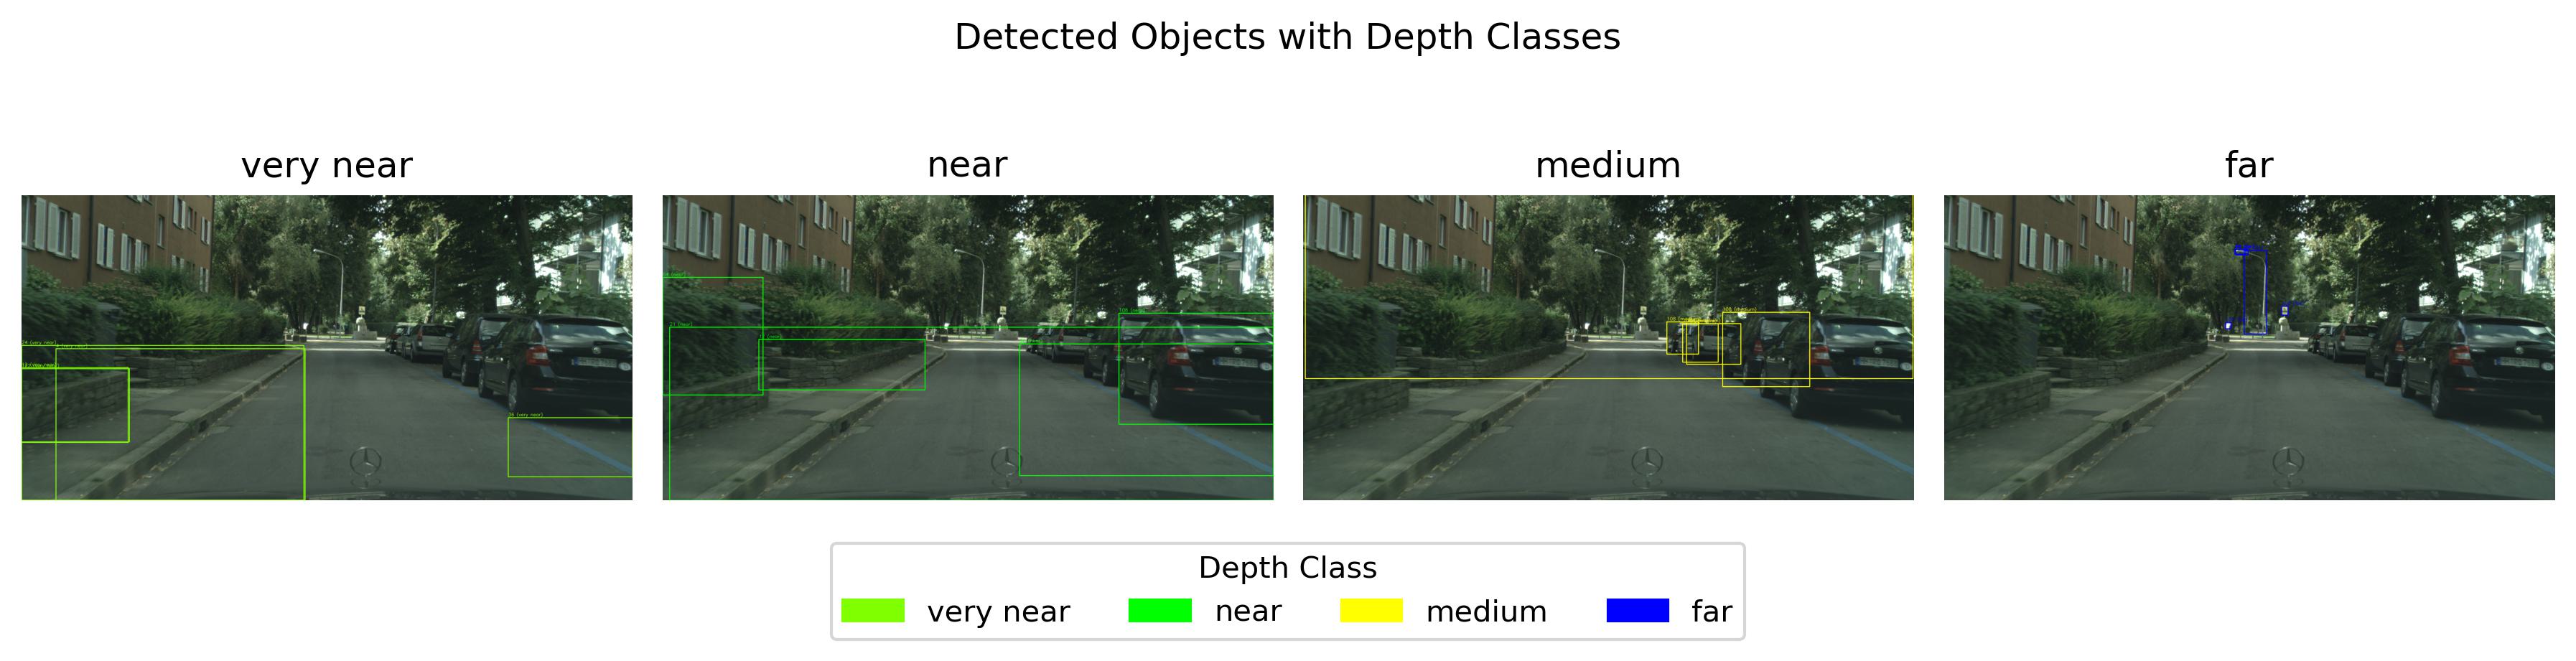 Detected Objects with Depth Classes
very near
near
medium
far
Depth Class
very near
near
medium
far